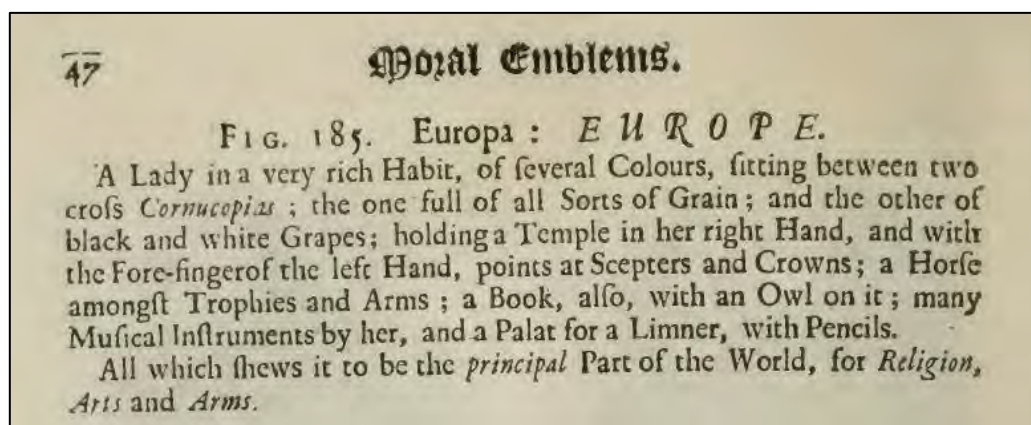 47
Moral Emblems.
FIG. 185. Europa : EUROPE.
A Lady in a very rich Habit, of ſeveral Colours, ſitting between two
croſs Cornucopias ; the one full of all Sorts of Grain ; and the other of
black and white Grapes; holding a Temple in her right Hand, and with
the Fore-fingerof the left Hand, points at Scepters and Crowns; a Horſe
amongſt Trophies and Arms ; a Book, alſo, with an Owl on it ; many
Muſical Inſtruments by her, and a Palat for a Limner, with Pencils.
All which ſhews it to be the principal Part of the World, for Religion,
Arts and Arms.